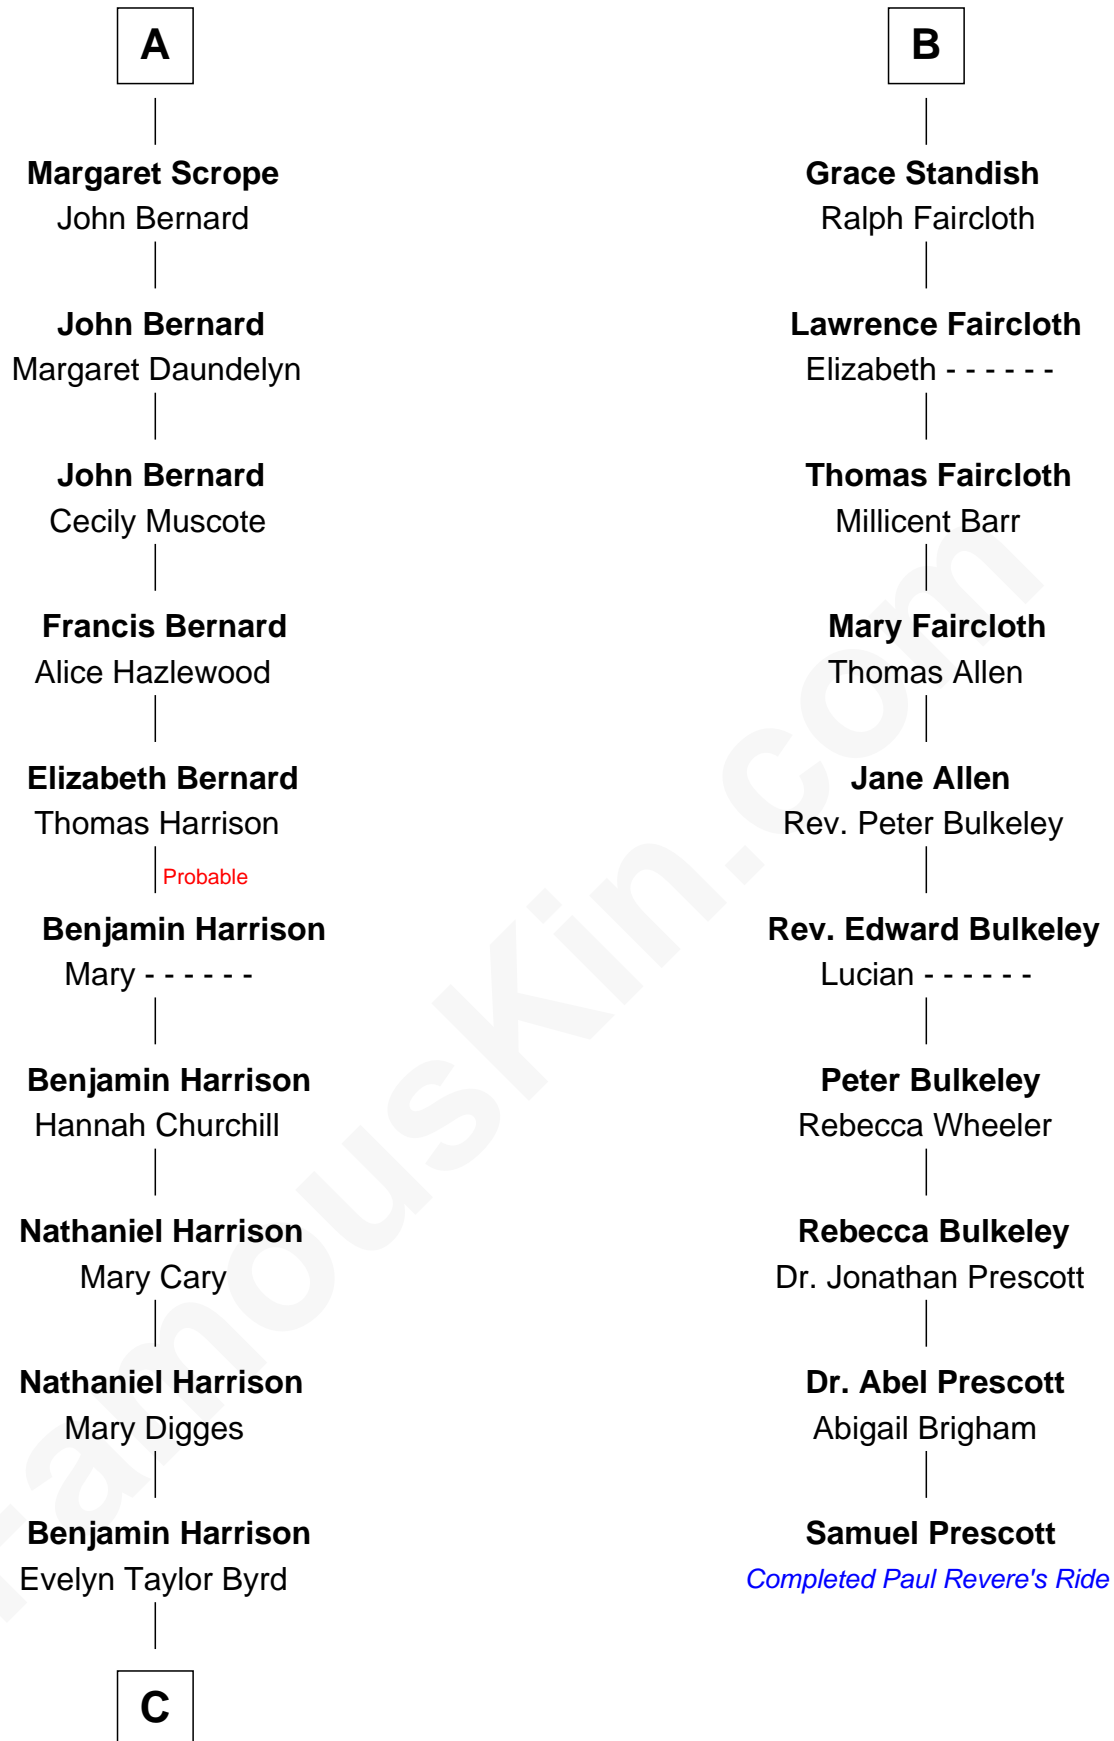 A
Margaret Scrope
John Bernard
John Bernard
Margaret Daundelyn
John Bernard
Cecily Muscote
Francis Bernard
Alice Hazlewood
Elizabeth Bernard
Thomas Harrison
Probable
Benjamin Harrison
Mary - - - - - -
Benjamin Harrison
Hannah Churchill
Nathaniel Harrison
Mary Cary
Nathaniel Harrison
Mary Digges
Benjamin Harrison
Evelyn Taylor Byrd
C
B
Grace Standish
Ralph Faircloth
Lawrence Faircloth
Elizabeth - - - - - -
Thomas Faircloth
Millicent Barr
Mary Faircloth
Thomas Allen
Jane Allen
Rev. Peter Bulkeley
Rev. Edward Bulkeley
Lucian - - - - - -
Peter Bulkeley
Rebecca Wheeler
Rebecca Bulkeley
Dr. Jonathan Prescott
Dr. Abel Prescott
Abigail Brigham
Samuel Prescott
Completed Paul Revere's Ride
FamousKin.com